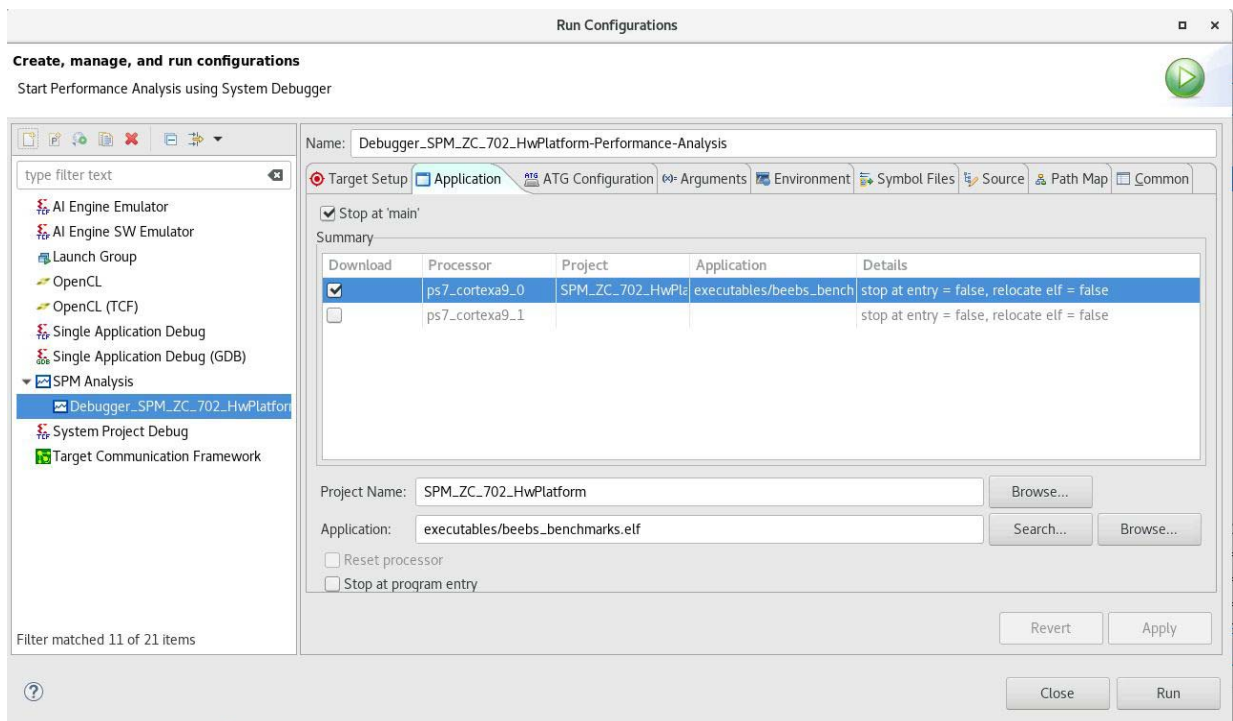 Run Configurations
Create, manage, and run configurations
Start Performance Analysis using System Debugger
type filter text
AI Engine Emulator
AI Engine SW Emulator
Launch Group
OpenCL
OpenCL (TCF)
Single Application Debug
Single Application Debug (GDB)
SPM Analysis
Debugger_SPM_ZC_702_HwPlatforr
System Project Debug
Target Communication Framework
Filter matched 11 of 21 items
Name: Debugger_SPM_ZC_702_HwPlatform-Performance-Analysis
Target Setup Application ATG Configuration Arguments Environment Symbol Files Source Path Map Common
Stop at 'main'
Summary
Download Processor Project Application Details
ps7_cortexa9_0 SPM_ZC_702_HwPla executables/beebs_bench stop at entry = false, relocate elf = false
ps7_cortexa9_1 stop at entry = false, relocate elf = false
Project Name: SPM_ZC_702_HwPlatform Browse...
Application: executables/beebs_benchmarks.elf Search... Browse...
Reset processor
Stop at program entry
Revert Apply
Close Run